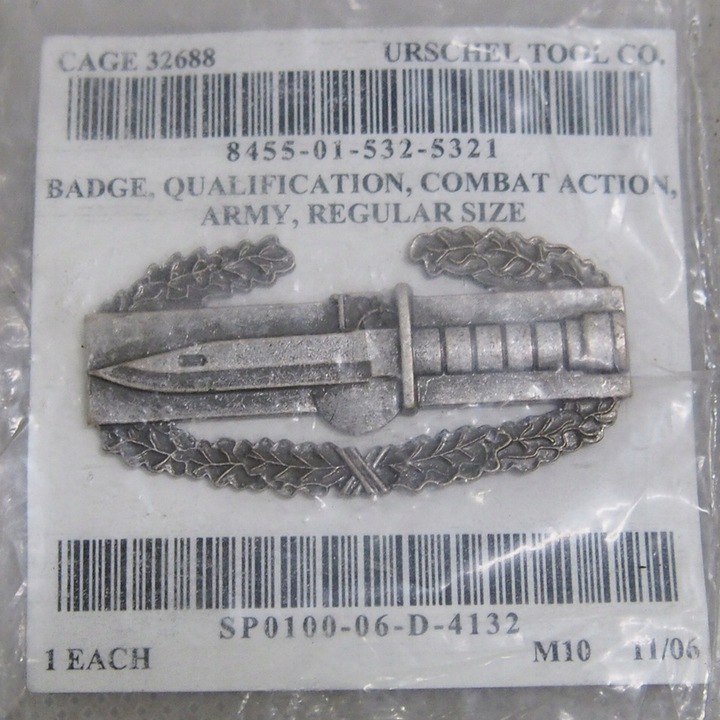 CAGE 32688 URSCHEL TOOL CO.
8455-01-532-5321
BADGE, QUALIFICATION, COMBAT ACTION,
ARMY, REGULAR SIZE
SP0100-06-D-4132
1 EACH M10 11/06